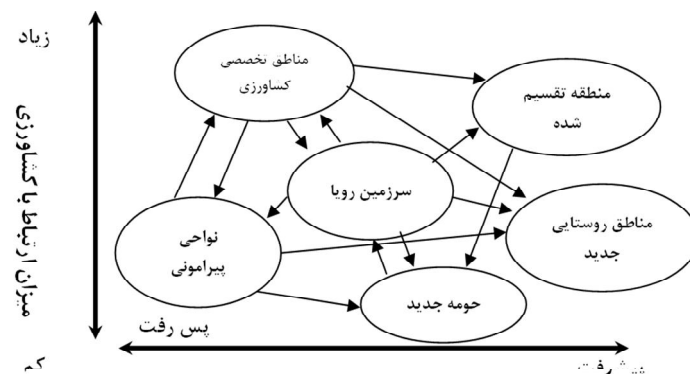 زیاد
مناطق تخصصی
کساورزی
منطقه تقسیم
شده
میزان ارتباط با کشاورزی
سرزمین رویا
مناطق روستایی
جدید
نواحی
پیرامونی
حومه جدید
پس رفت